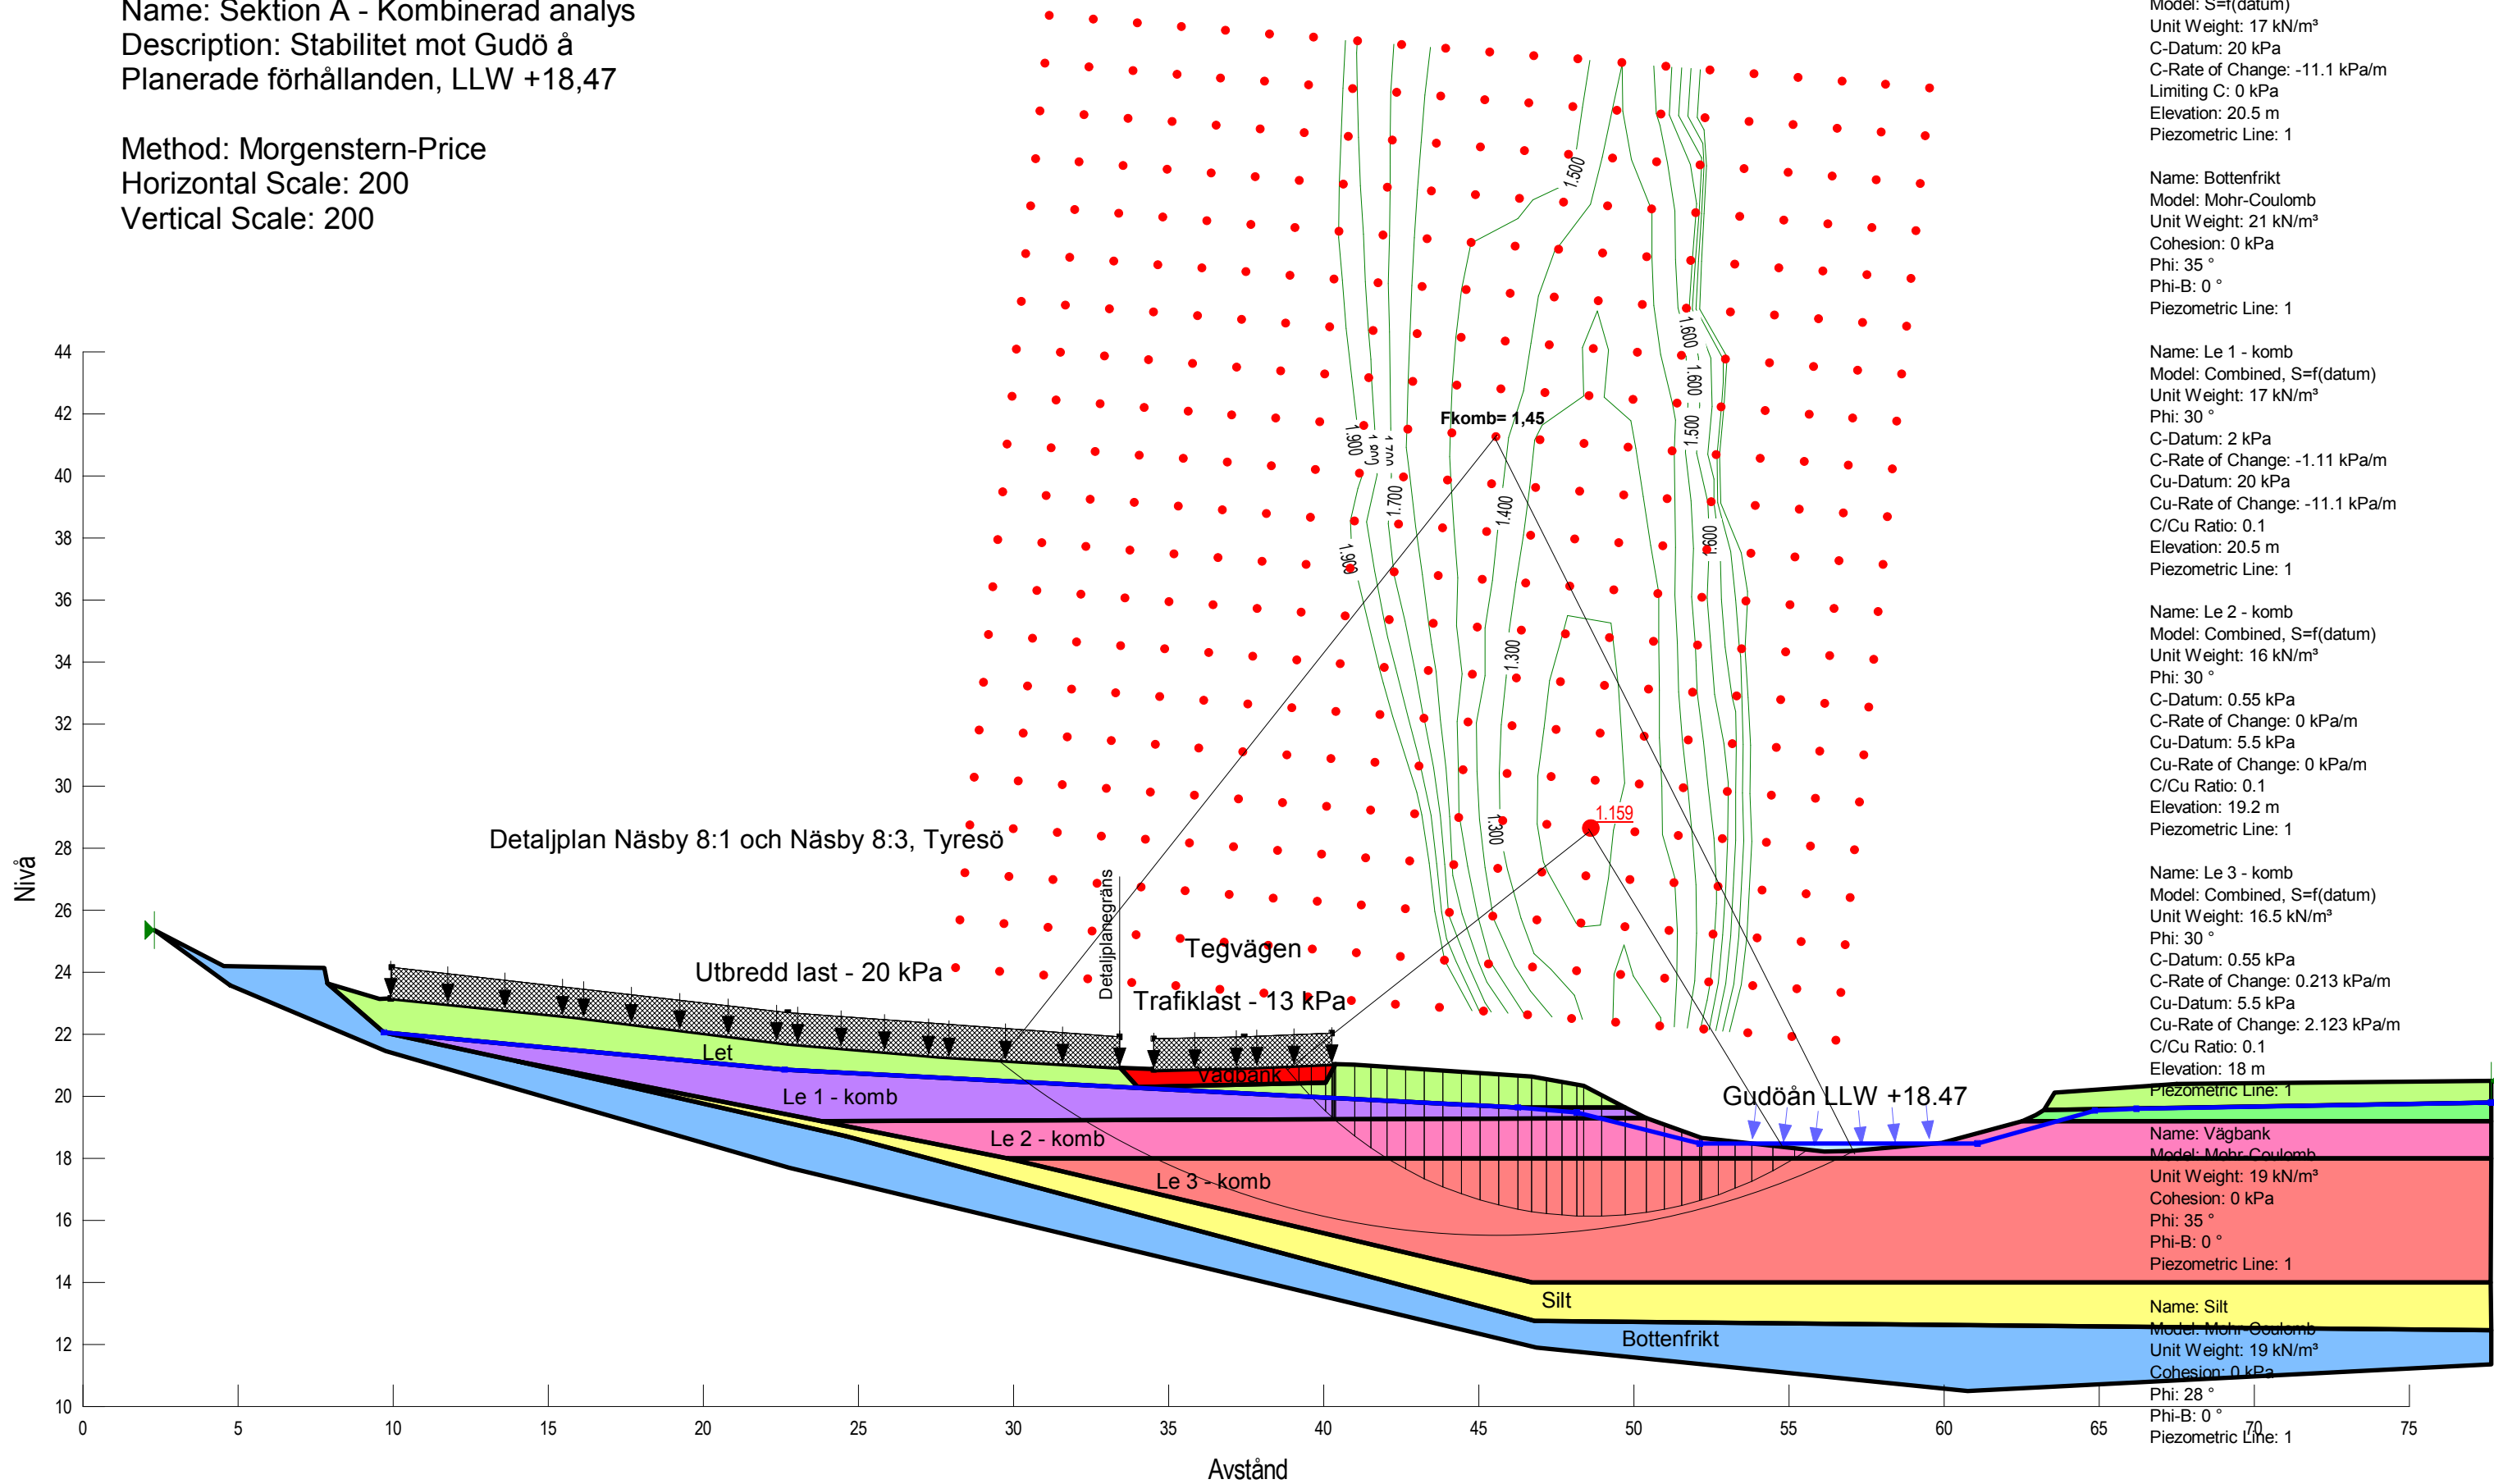 Name: Sektion A - Kombinerad analys
Description: Stabilitet mot Gudö å
Planerade förhållanden, LLW +18,47
Method: Morgenstern-Price
Horizontal Scale: 200
Vertical Scale: 200
Model: S=f(datum)
Unit Weight: 17 kN/m³
C-Datum: 20 kPa
C-Rate of Change: -11.1 kPa/m
Limiting C: 0 kPa
Elevation: 20.5 m
Piezometric Line: 1
Name: Bottenfrikt
Model: Mohr-Coulomb
Unit Weight: 21 kN/m³
Cohesion: 0 kPa
Phi: 35 °
Phi-B: 0 °
Piezometric Line: 1
Name: Le 1 - komb
Model: Combined, S=f(datum)
Unit Weight: 17 kN/m³
Phi: 30 °
C-Datum: 2 kPa
C-Rate of Change: -1.11 kPa/m
Cu-Datum: 20 kPa
Cu-Rate of Change: -11.1 kPa/m
C/Cu Ratio: 0.1
Elevation: 20.5 m
Piezometric Line: 1
Name: Le 2 - komb
Model: Combined, S=f(datum)
Unit Weight: 16 kN/m³
Phi: 30 °
C-Datum: 0.55 kPa
C-Rate of Change: 0 kPa/m
Cu-Datum: 5.5 kPa
Cu-Rate of Change: 0 kPa/m
C/Cu Ratio: 0.1
Elevation: 19.2 m
Piezometric Line: 1
Name: Le 3 - komb
Model: Combined, S=f(datum)
Unit Weight: 16.5 kN/m³
Phi: 30 °
C-Datum: 0.55 kPa
C-Rate of Change: 0.213 kPa/m
Cu-Datum: 5.5 kPa
Cu-Rate of Change: 2.123 kPa/m
C/Cu Ratio: 0.1
Elevation: 18 m
Piezometric Line: 1
Name: Vägbank
Model: Mohr-Coulomb
Unit Weight: 19 kN/m³
Cohesion: 0 kPa
Phi: 35 °
Phi-B: 0 °
Piezometric Line: 1
Name: Silt
Model: Mohr-Coulomb
Unit Weight: 19 kN/m³
Cohesion: 0 kPa
Phi: 28 °
Phi-B: 0 °
Piezometric Line: 1
1.500
1.600
1.600
1.500
Fkomb= 1,45
1.900
1.800
1.700
1.700
1.400
1.600
1.900
1.300
1.300
1.159
Detaljplan Näsby 8:1 och Näsby 8:3, Tyresö
Detaljplanegräns
Tegvägen
Utbredd last - 20 kPa
Trafiklast - 13 kPa
Let
Vägbank
Le 1 - komb
Gudöån LLW +18.47
Le 2 - komb
Le 3 - komb
Silt
Bottenfrikt
Nivå
44
42
40
38
36
34
32
30
28
26
24
22
20
18
16
14
12
10
0
5
10
15
20
25
30
35
40
45
50
55
60
65
70
75
Avstånd